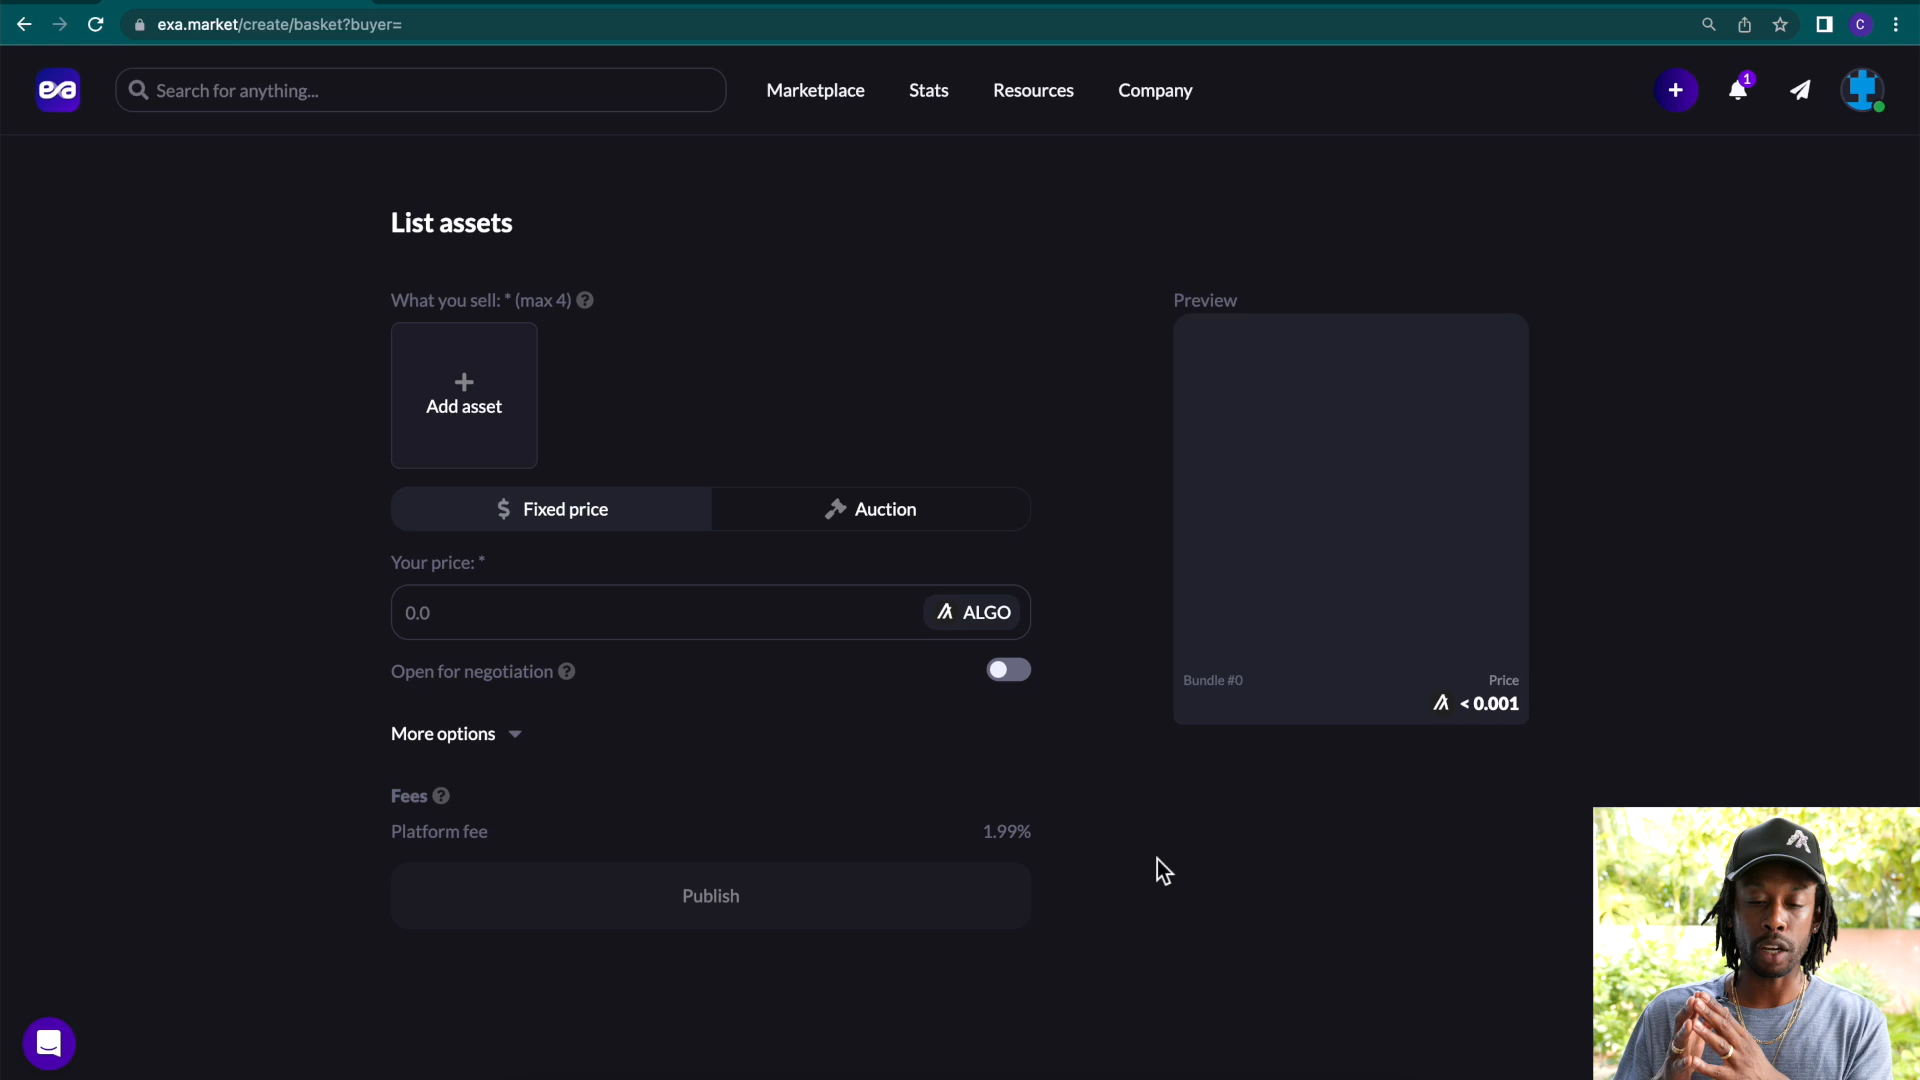 exa.market/create/basket?buyer=
C
exa
Search for anything...
Marketplace
Stats
Resources
Company
+
1
List assets
What you sell: * (max 4) ?
Preview
+
Add asset
$ Fixed price
Auction
Your price: *
0.0
ALGO
Open for negotiation ?
Bundle #0
Price
< 0.001
More options
Fees ?
Platform fee
1.99%
Publish